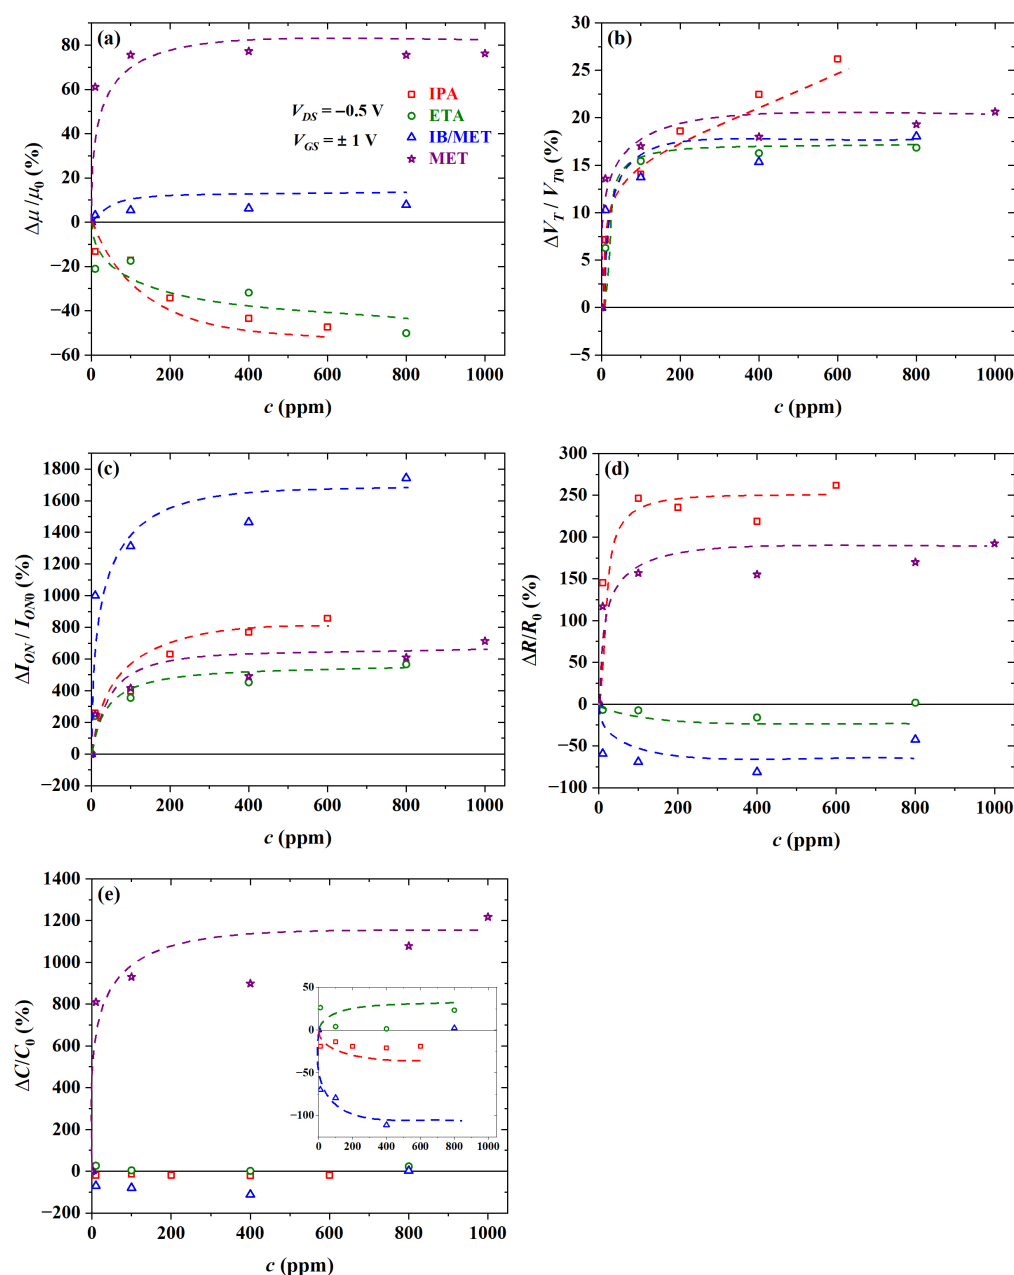 (a)
80
60
40
20
0
−20
−40
−60
Δμ/μ0 (%)
VDS = −0.5 V
VGS = ± 1 V
IPA
ETA
IB/MET
MET
0 200 400 600 800 1000
c (ppm)
(b)
30
25
20
15
10
5
0
−5
ΔVT / VT0 (%)
0 200 400 600 800 1000
c (ppm)
(c)
1800
1600
1400
1200
1000
800
600
400
200
0
−200
ΔION / ION0 (%)
0 200 400 600 800 1000
c (ppm)
(d)
300
250
200
150
100
50
0
−50
−100
ΔR/R0 (%)
0 200 400 600 800 1000
c (ppm)
(e)
1400
1200
1000
800
600
400
200
0
−200
ΔC/C0 (%)
50
0
−50
−100
0 200 400 600 800 1000
0 200 400 600 800 1000
c (ppm)